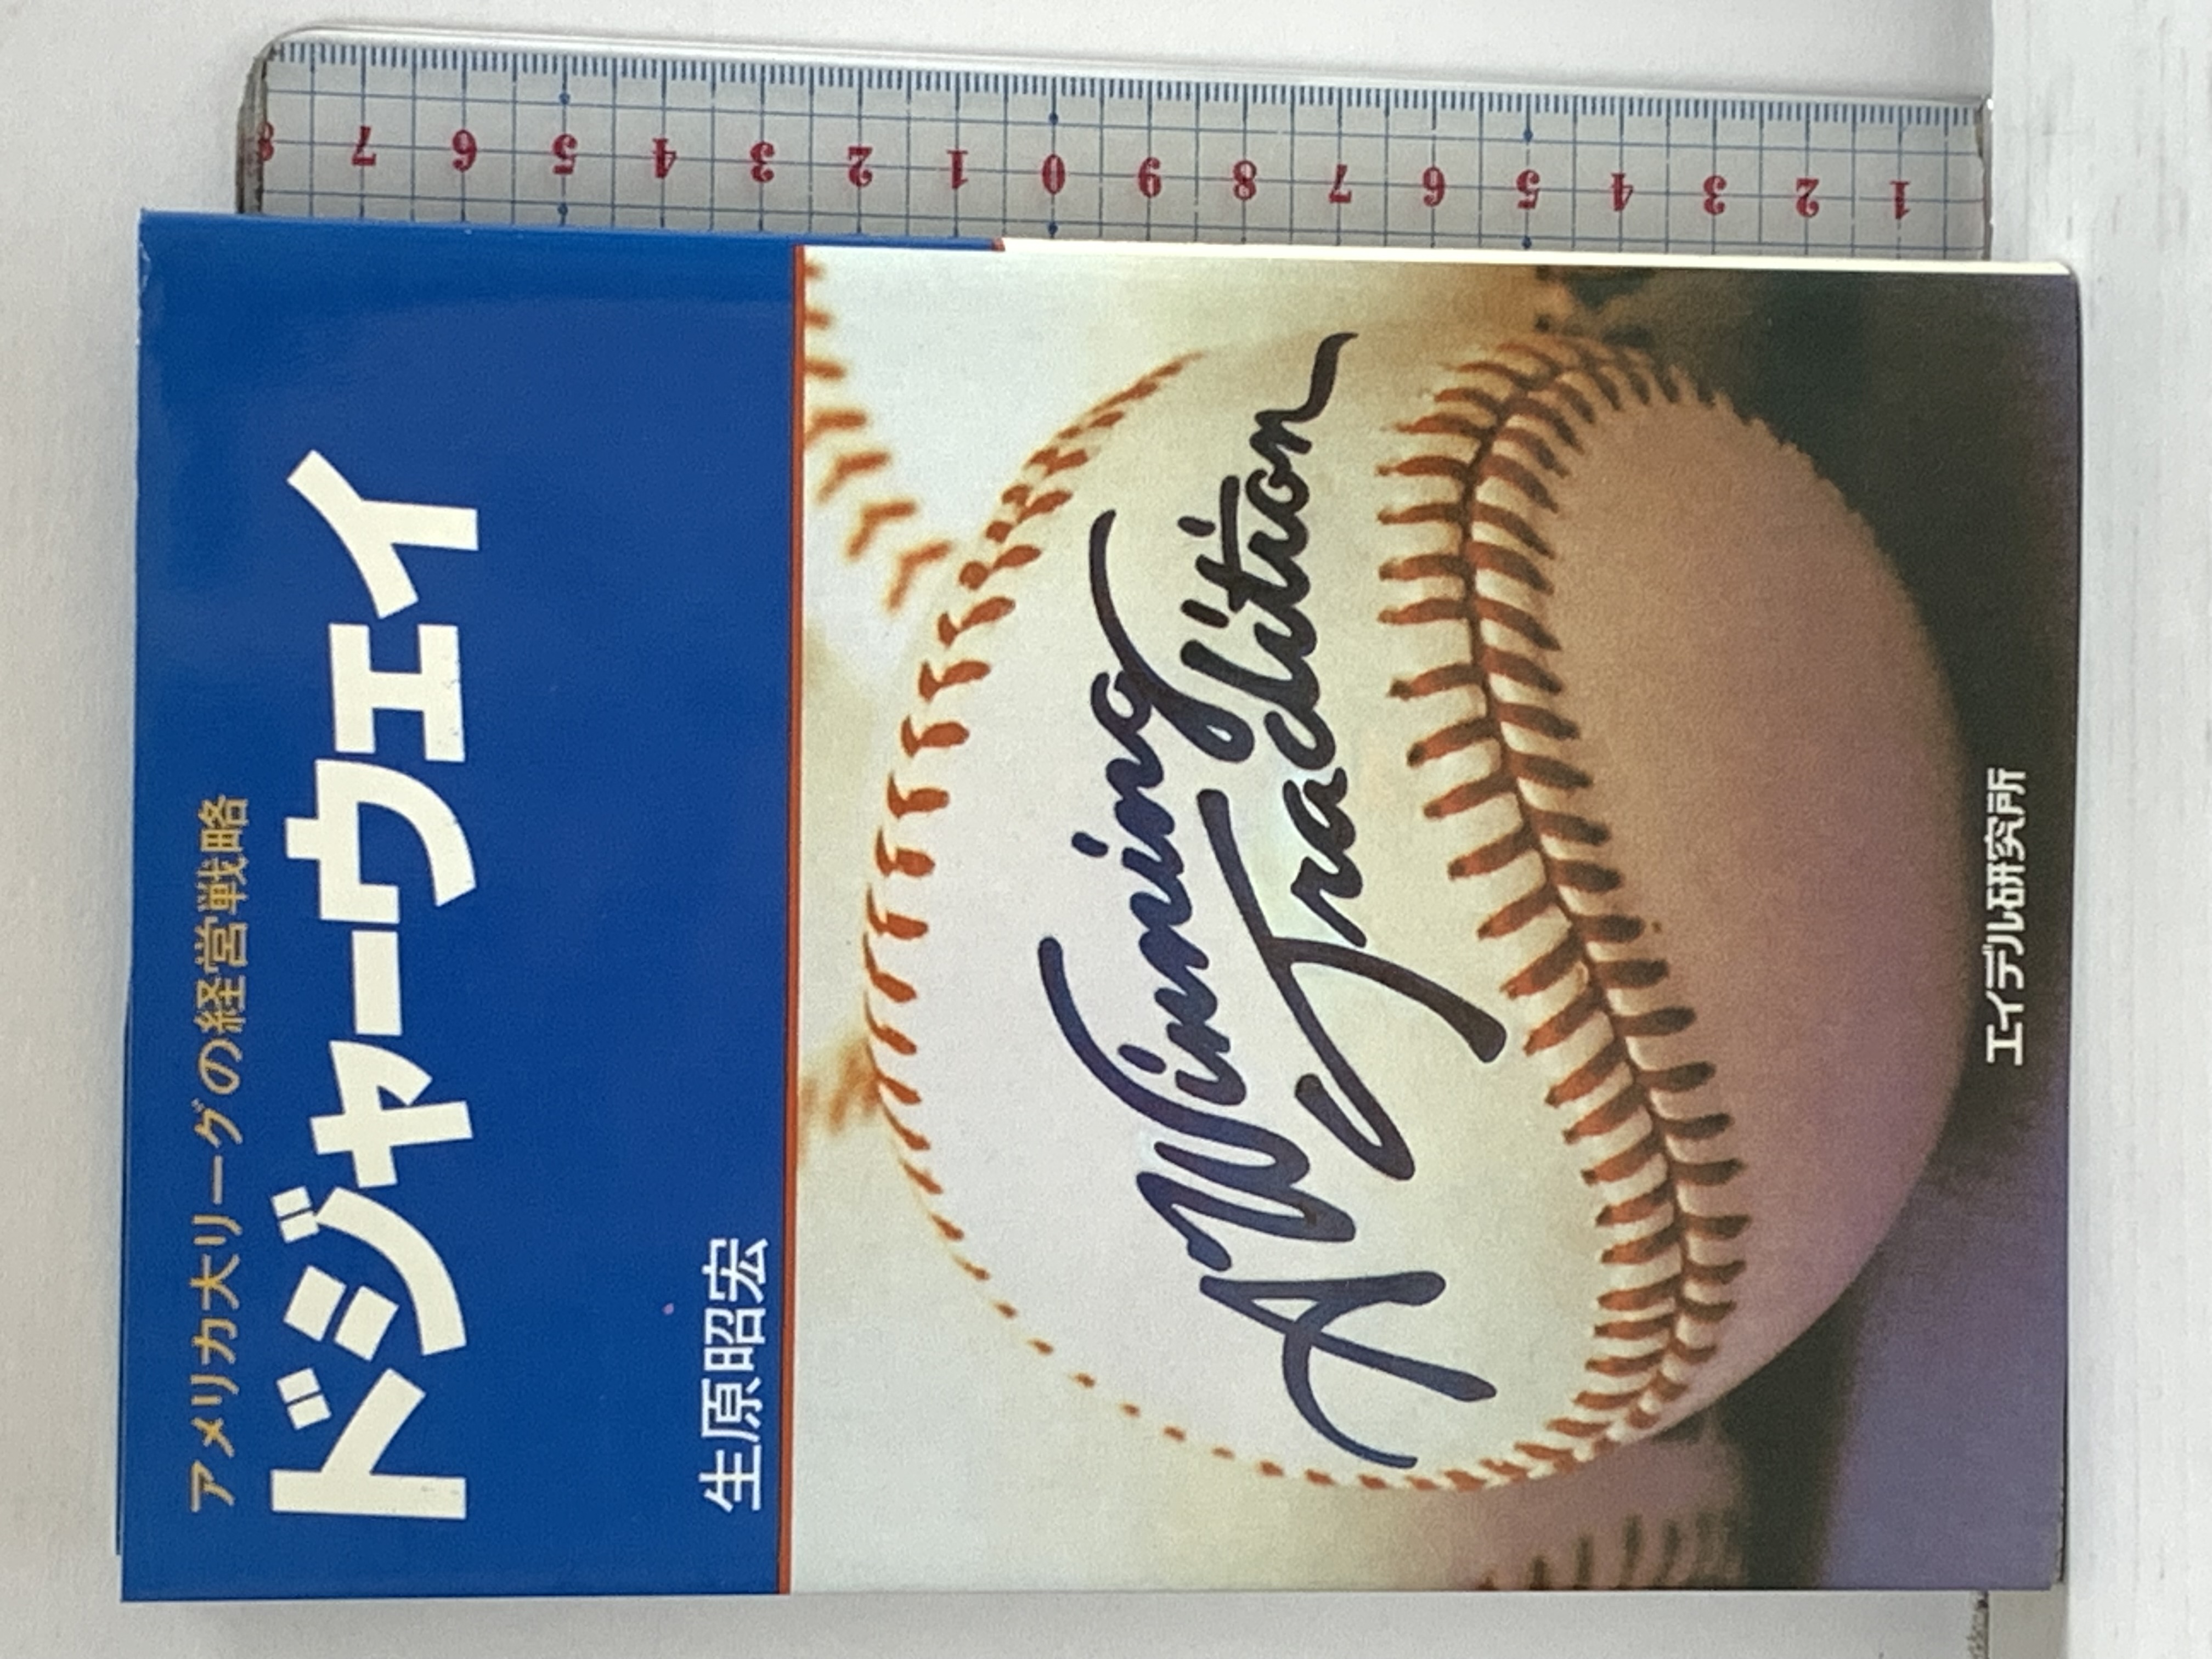 アメリカ大リーグの経営戦略
ドジャーウェイ
生原昭宏
A Winning
Tradition
エイデル研究所
8 7 6 5 4 3 2 1 0 9 8 7 6 5 4 3 2 1